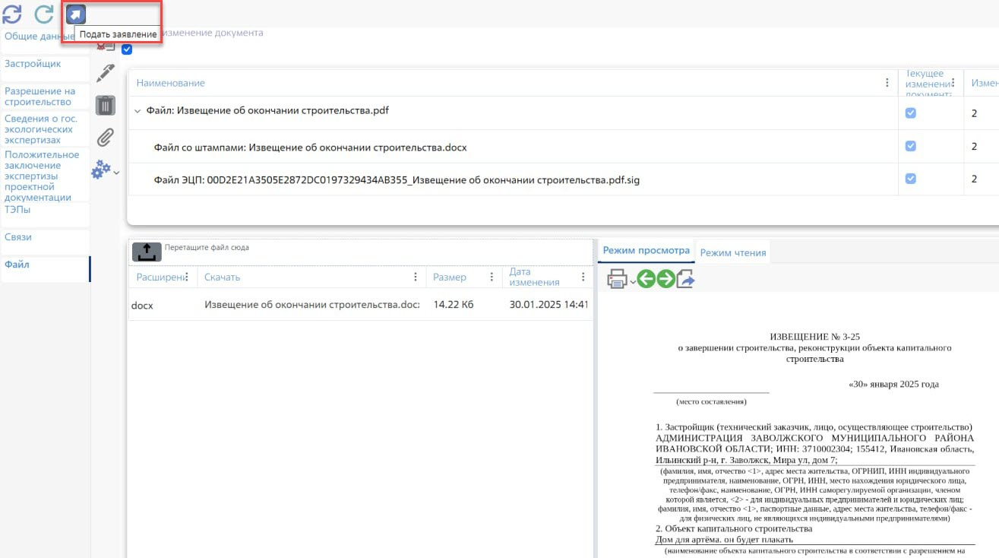 Подать заявление
изменение документа
Общие данные
Застройщик
Разрешение на
строительство
Сведения о гос.
экологических
экспертизах
Положительное
заключение
экспертизы
проектной
документации
ТЭПы
Связи
Файл
Наименование
Текущее
изменени
документа
Измен
Файл: Извещение об окончании строительства.pdf
2
Файл со штампами: Извещение об окончании строительства.docx
2
Файл ЭЦП: 00D2E21A3505E2872DC0197329434AB355_Извещение об окончании строительства.pdf.sig
2
Перетащите файл сюда
Расширени
Скачать
Размер
Дата
изменения
docx
Извещение об окончании строительства.doc
14.22 Кб
30.01.2025 14:41
Режим просмотра
Режим чтения
ИЗВЕЩЕНИЕ № 3-25
о завершении строительства, реконструкции объекта капитального
строительства
«30» января 2025 года
(место составления)
1. Застройщик (технический заказчик, лицо, осуществляющее строительство)
АДМИНИСТРАЦИЯ ЗАВОЛЖСКОГО МУНИЦИПАЛЬНОГО РАЙОНА
ИВАНОВСКОЙ ОБЛАСТИ; ИНН: 3710002304; 155412, Ивановская область,
Ильинский р-н, г. Заволжск, Мира ул, дом 7;
(фамилия, имя, отчество <1>, адрес места жительства, ОГРНИП, ИНН индивидуального
предпринимателя, наименование, ОГРН, ИНН, место нахождения юридического лица,
телефон/факс, наименование, ОГРН, ИНН саморегулируемой организации, членом
которой является, <2> - для индивидуальных предпринимателей и юридических лиц;
фамилия, имя, отчество <1>, паспортные данные, адрес места жительства, телефон/факс -
для физических лиц, не являющихся индивидуальными предпринимателями)
2. Объект капитального строительства
Дом для артёма. он будет плакать
(наименование объекта капитального строительства в соответствии с разрешением на